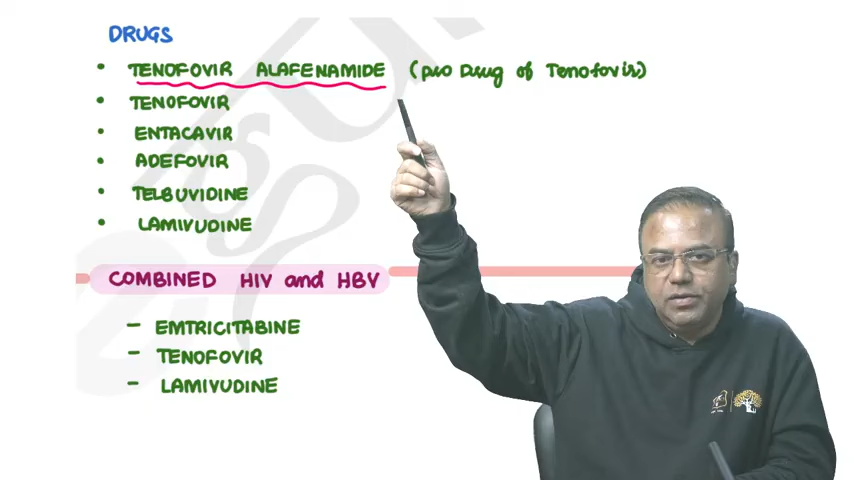 DRUGS
• TENOFOVIR ALAFENAMIDE (pro Drug of Tenofovir)
• TENOFOVIR
• ENTACAVIR
• ADEFOVIR
• TELBUVIDINE
• LAMIVUDINE
COMBINED HIV and HBV
- EMTRICITABINE
- TENOFOVIR
- LAMIVUDINE